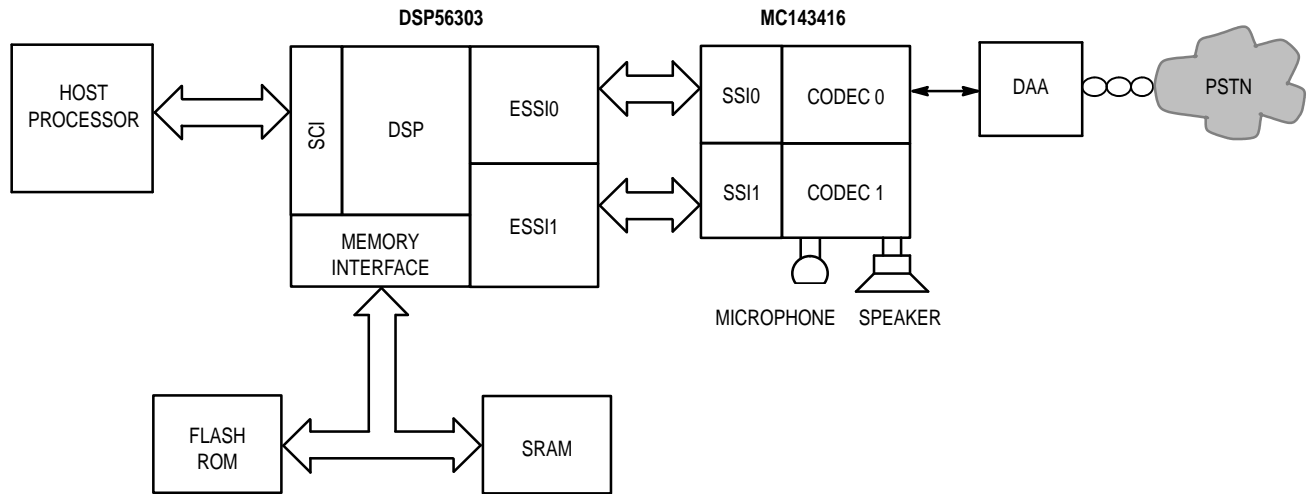 DSP56303
MC143416
HOST
PROCESSOR
SCI
DSP
ESSI0
ESSI1
MEMORY
INTERFACE
SSI0
CODEC 0
SSI1
CODEC 1
DAA
PSTN
MICROPHONE
SPEAKER
FLASH
ROM
SRAM